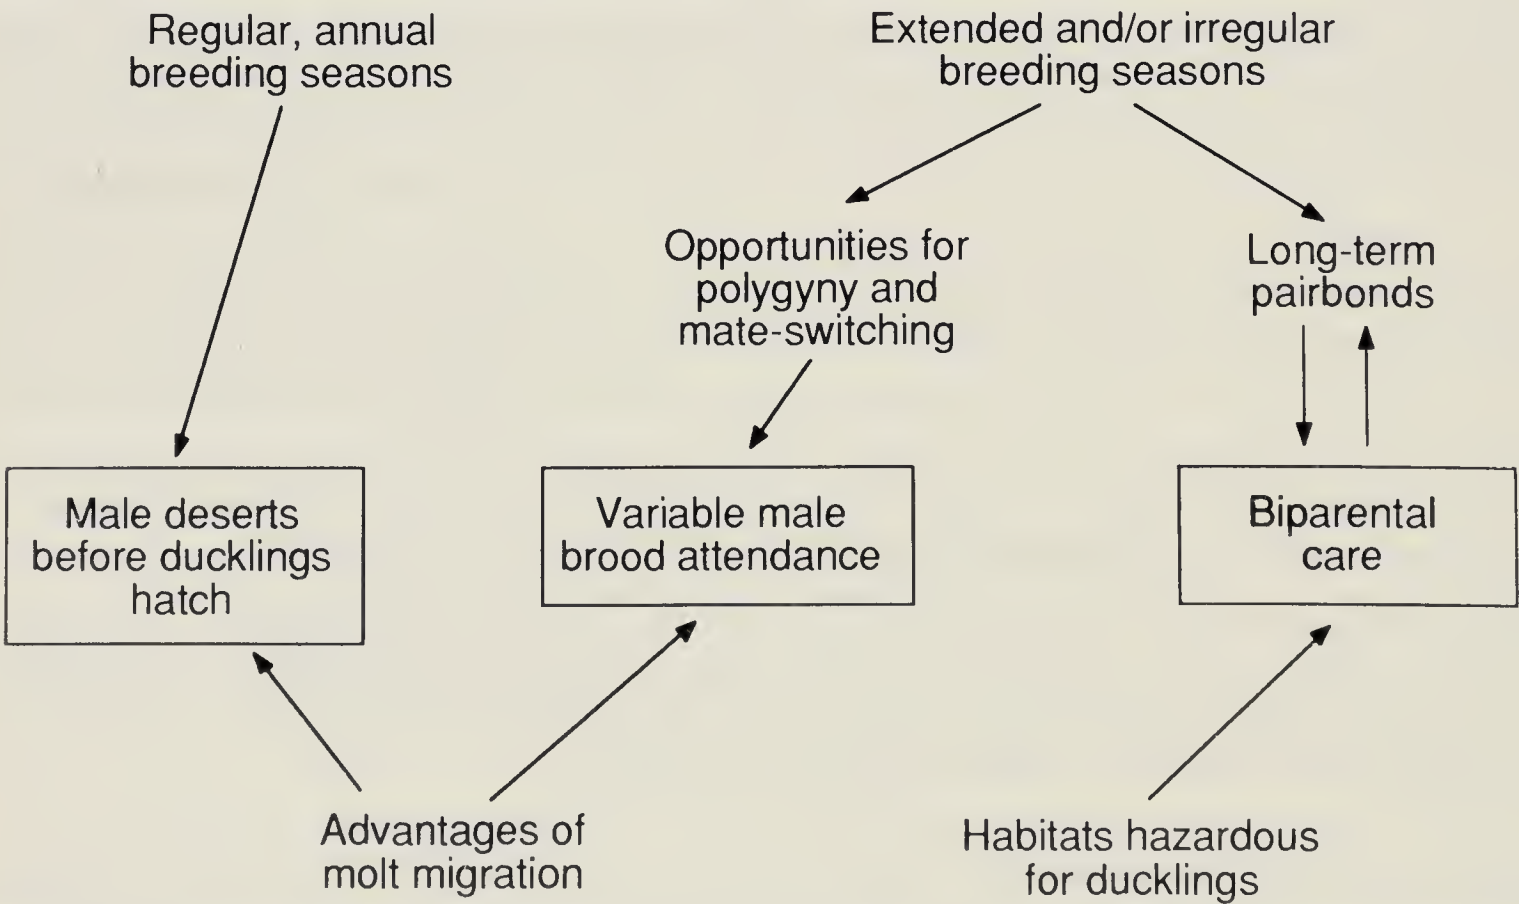 Regular, annual
breeding seasons
Extended and/or irregular
breeding seasons
Opportunities for
polygyny and
mate-switching
Long-term
pairbonds
Male deserts
before ducklings
hatch
Variable male
brood attendance
Biparental
care
Advantages of
molt migration
Habitats hazardous
for ducklings